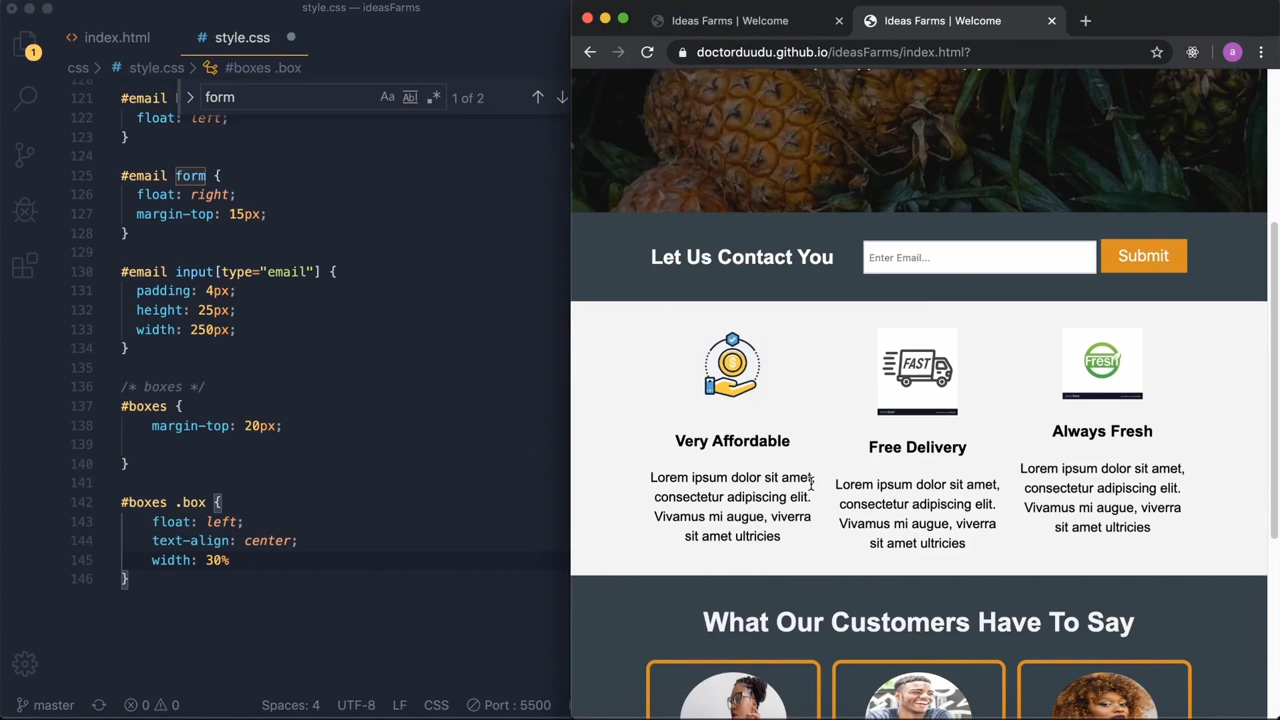 style.css — ideasFarms
index.html
style.css
1
css > style.css > #boxes .box
form
Aa
Abl
1 of 2
121 #email
122 float: left;
123 }
124
125 #email form {
126 float: right;
127 margin-top: 15px;
128 }
129
130 #email input[type="email"] {
131 padding: 4px;
132 height: 25px;
133 width: 250px;
134 }
135
136 /* boxes */
137 #boxes {
138 margin-top: 20px;
139
140 }
141
142 #boxes .box {
143 float: left;
144 text-align: center;
145 width: 30%
146 }
master
0
0
Spaces: 4
UTF-8
LF
CSS
Port : 5500
Ideas Farms | Welcome
Ideas Farms | Welcome
doctorduudu.github.io/ideasFarms/index.html?
a
Let Us Contact You
Enter Email...
Submit
FAST
Fresh
Very Affordable
Free Delivery
Always Fresh
Lorem ipsum dolor sit amet,
consectetur adipiscing elit.
Vivamus mi augue, viverra
sit amet ultricies
Lorem ipsum dolor sit amet,
consectetur adipiscing elit.
Vivamus mi augue, viverra
sit amet ultricies
Lorem ipsum dolor sit amet,
consectetur adipiscing elit.
Vivamus mi augue, viverra
sit amet ultricies
What Our Customers Have To Say